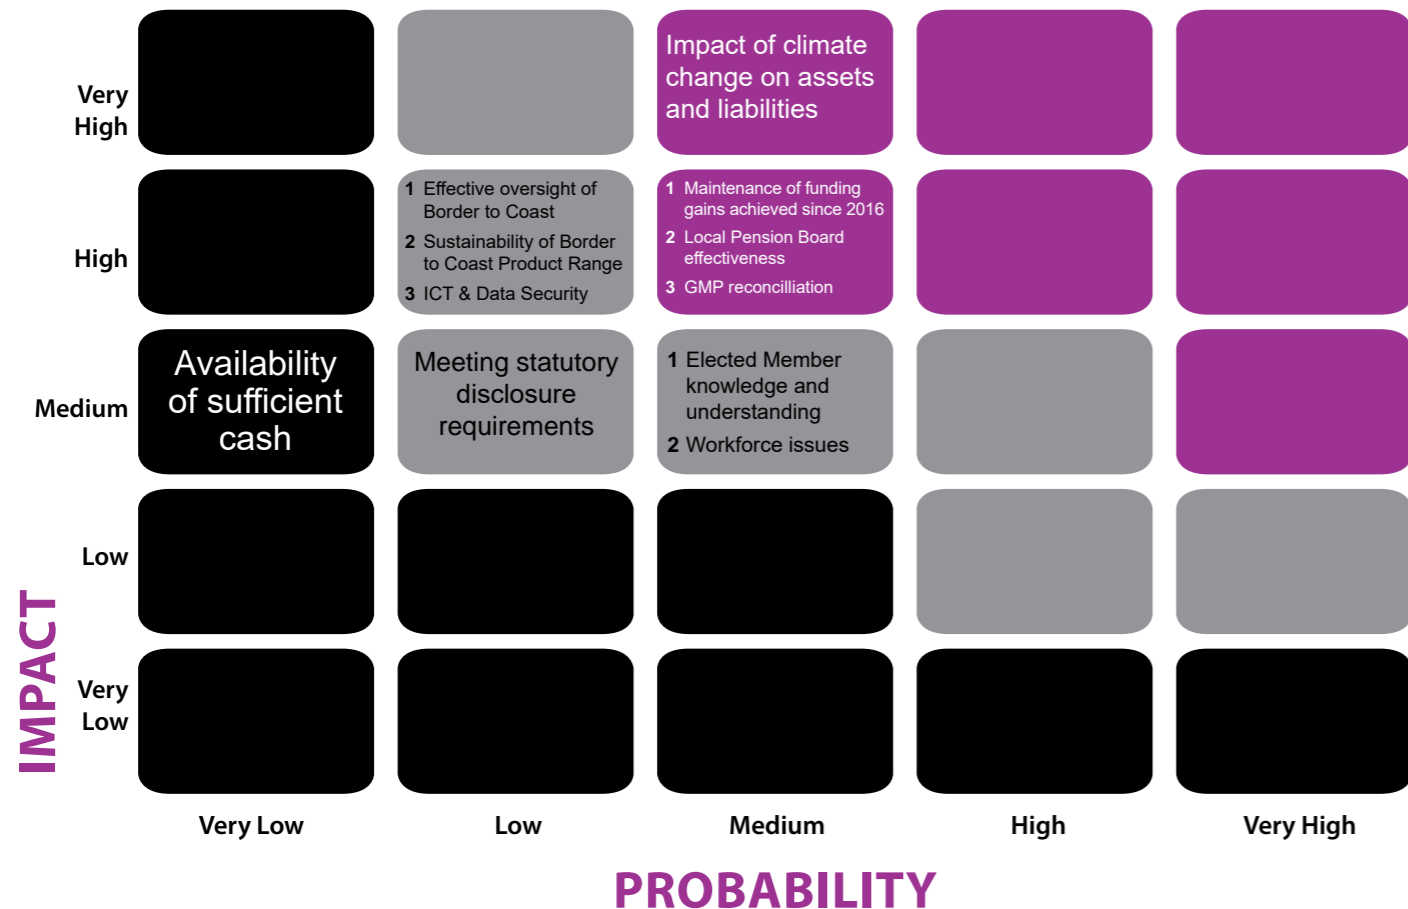 Very
High
Impact of climate
change on assets
and liabilities
High
1 Effective oversight of
Border to Coast
2 Sustainability of Border
to Coast Product Range
3 ICT & Data Security
1 Maintenance of funding
gains achieved since 2016
2 Local Pension Board
effectiveness
3 GMP reconcilliation
Medium
Availability
of sufficient
cash
Meeting statutory
disclosure
requirements
1 Elected Member
knowledge and
understanding
2 Workforce issues
Low
Very
Low
IMPACT
Very Low
Low
Medium
High
Very High
PROBABILITY